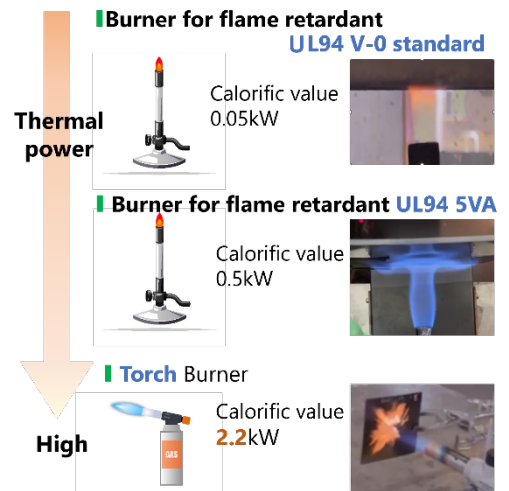 Burner for flame retardant
UL94 V-0 standard
Calorific value
0.05kW
Thermal
power
Burner for flame retardant UL94 5VA
Calorific value
0.5kW
Torch Burner
Calorific value
2.2kW
GAS
High